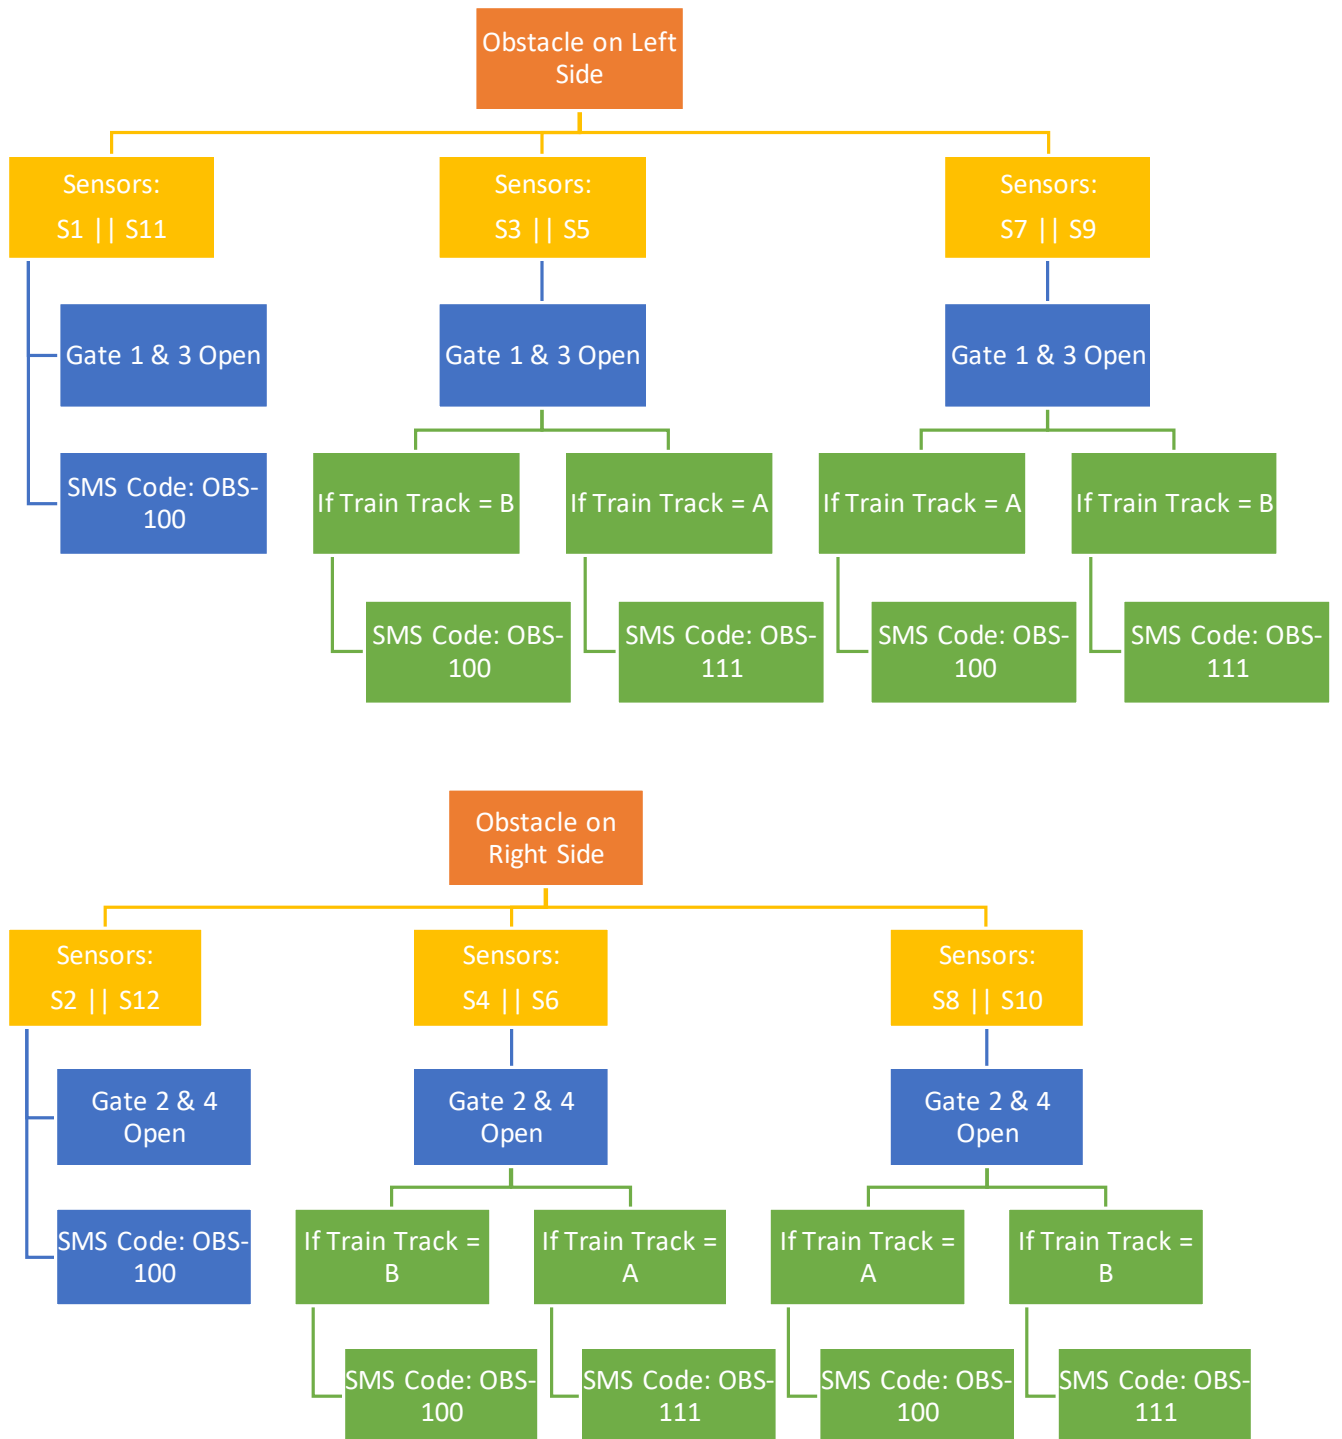 Obstacle on Left
Side
Sensors:
S1 || S11
Sensors:
S3 || S5
Sensors:
S7 || S9
Gate 1 & 3 Open
Gate 1 & 3 Open
Gate 1 & 3 Open
SMS Code: OBS-
100
If Train Track = B
If Train Track = A
If Train Track = A
If Train Track = B
SMS Code: OBS-
100
SMS Code: OBS-
111
SMS Code: OBS-
100
SMS Code: OBS-
111
Obstacle on
Right Side
Sensors:
S2 || S12
Sensors:
S4 || S6
Sensors:
S8 || S10
Gate 2 & 4
Open
Gate 2 & 4
Open
Gate 2 & 4
Open
SMS Code: OBS-
100
If Train Track =
B
If Train Track =
A
If Train Track =
A
If Train Track =
B
SMS Code: OBS-
100
SMS Code: OBS-
111
SMS Code: OBS-
100
SMS Code: OBS-
111